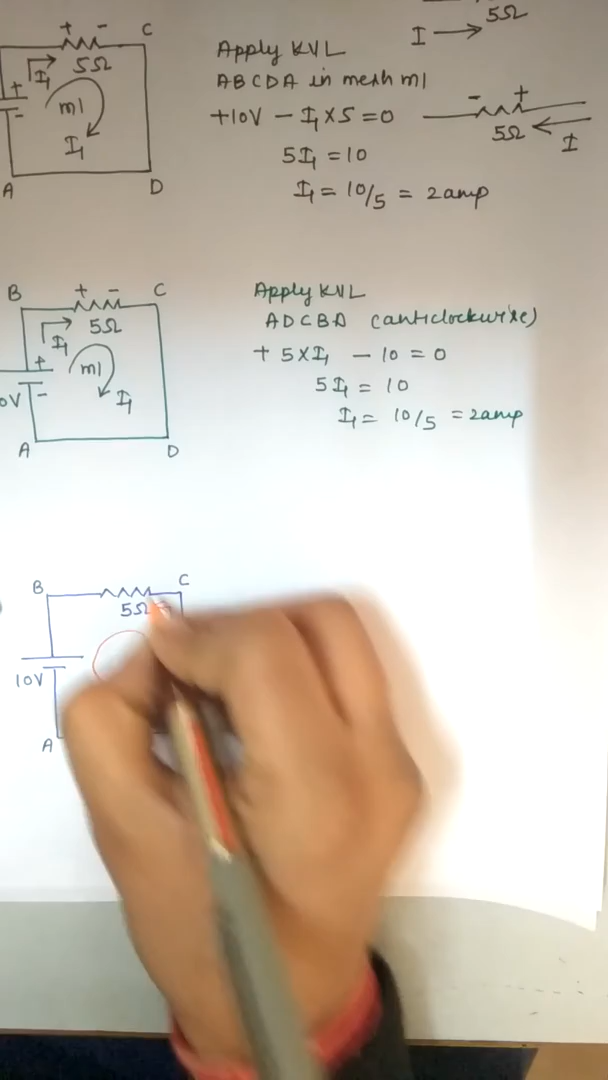 5Ω
I
+ - C
5Ω
I1
+
-
m1
I1
A D
Apply KVL
ABCDA in mesh m1
+10V - I1 × 5 = 0
5I1 = 10
I1 = 10/5 = 2amp
- +
5Ω
I
B + - C
5Ω
I1
+
m1
0V - I1
A D
Apply KVL
ADCBA (anticlockwise)
+ 5×I1 - 10 = 0
5I1 = 10
I1 = 10/5 = 2amp
B C
5Ω
10V
A